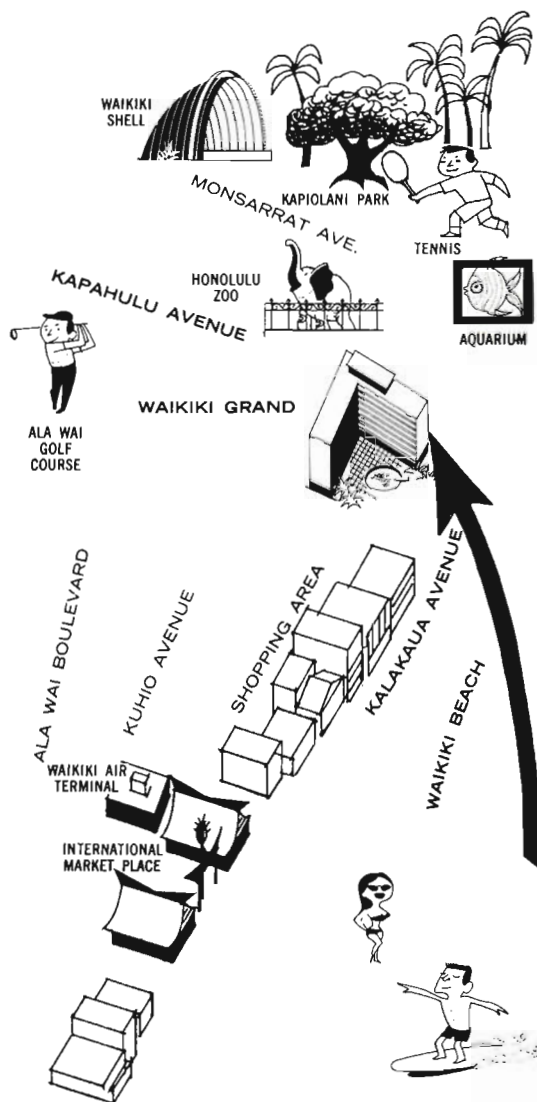 WAIKIKI
SHELL
KAPIOLANI PARK
MONSARRAT AVE.
TENNIS
HONOLULU
ZOO
KAPAHULU AVENUE
AQUARIUM
WAIKIKI GRAND
ALA WAI
GOLF
COURSE
ALA WAI BOULEVARD
KUHIO AVENUE
SHOPPING AREA
KALAKAUA AVENUE
WAIKIKI BEACH
WAIKIKI AIR
TERMINAL
INTERNATIONAL
MARKET PLACE